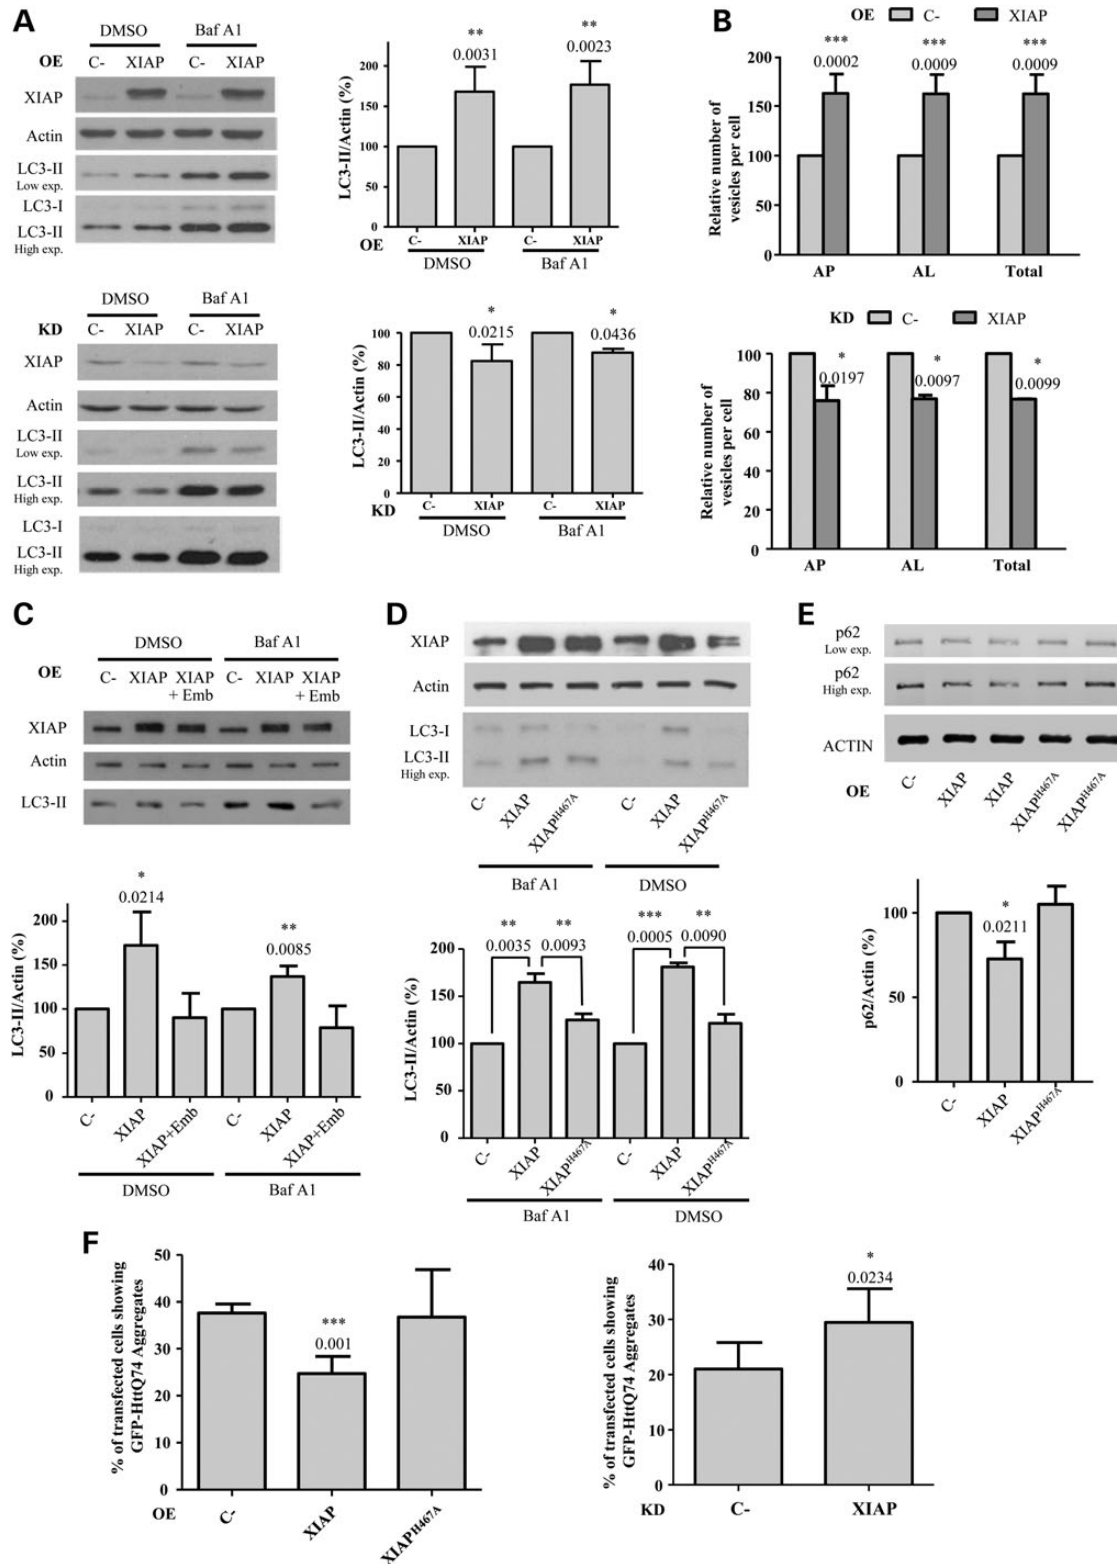 A
DMSO Baf A1
OE C- XIAP C- XIAP
XIAP
Actin
LC3-II
Low exp.
LC3-I
LC3-II
High exp.
** **
0.0031 0.0023
LC3-II/Actin (%)
200
150
100
50
0
C- XIAP C- XIAP
OE
DMSO Baf A1
B
OE C- XIAP
*** *** ***
0.0002 0.0009 0.0009
Relative number of
vesicles per cell
200
150
100
50
0
AP AL Total
DMSO Baf A1
KD C- XIAP C- XIAP
XIAP
Actin
LC3-II
Low exp.
LC3-II
High exp.
LC3-I
LC3-II
High exp.
* *
0.0215 0.0436
LC3-II/Actin (%)
100
80
60
40
20
0
C- XIAP C- XIAP
KD
DMSO Baf A1
KD C- XIAP
* * *
0.0197 0.0097 0.0099
Relative number of
vesicles per cell
100
80
60
40
20
0
AP AL Total
C
DMSO Baf A1
OE C- XIAP XIAP C- XIAP XIAP
+ Emb + Emb
XIAP
Actin
LC3-II
*
0.0214
**
0.0085
LC3-II/Actin (%)
200
150
100
50
0
C- XIAP XIAP+Emb C- XIAP XIAP+Emb
DMSO Baf A1
D
XIAP
Actin
LC3-I
LC3-II
High exp.
C- XIAP XIAPH467A C- XIAP XIAPH467A
Baf A1 DMSO
** ** *** **
0.0035 0.0093 0.0005 0.0090
LC3-II/Actin (%)
200
150
100
50
0
C- XIAP XIAPH467A C- XIAP XIAPH467A
Baf A1 DMSO
E
p62
Low exp.
p62
High exp.
ACTIN
OE C- XIAP XIAP XIAPH467A XIAPH467A
*
0.0211
p62/Actin (%)
100
50
0
C- XIAP XIAPH467A
F
% of transfected cells showing
GFP-HttQ74 Aggregates
50
40
30
20
10
0
***
0.001
OE C- XIAP XIAPH467A
% of transfected cells showing
GFP-HttQ74 Aggregates
40
30
20
10
0
*
0.0234
KD C- XIAP